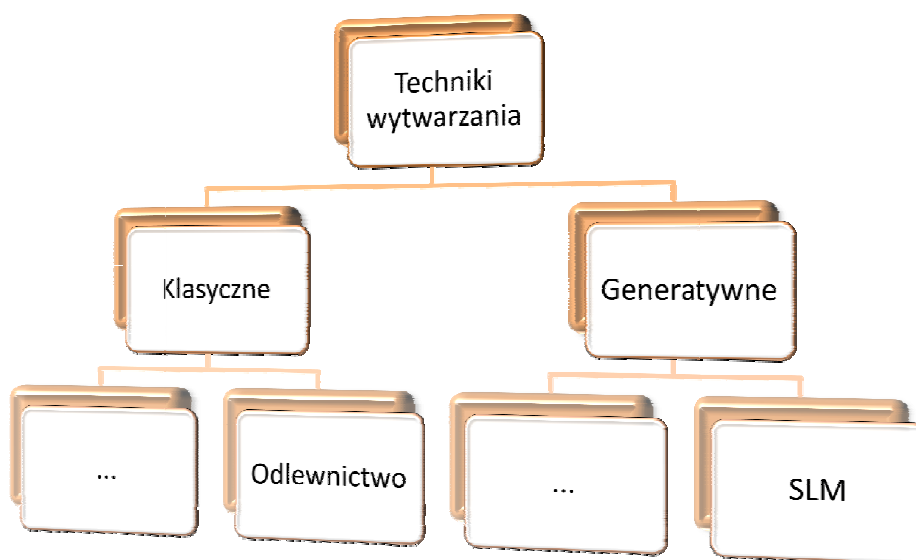 Techniki
wytwarzania
Klasyczne
Generatywne
...
Odlewnictwo
...
SLM